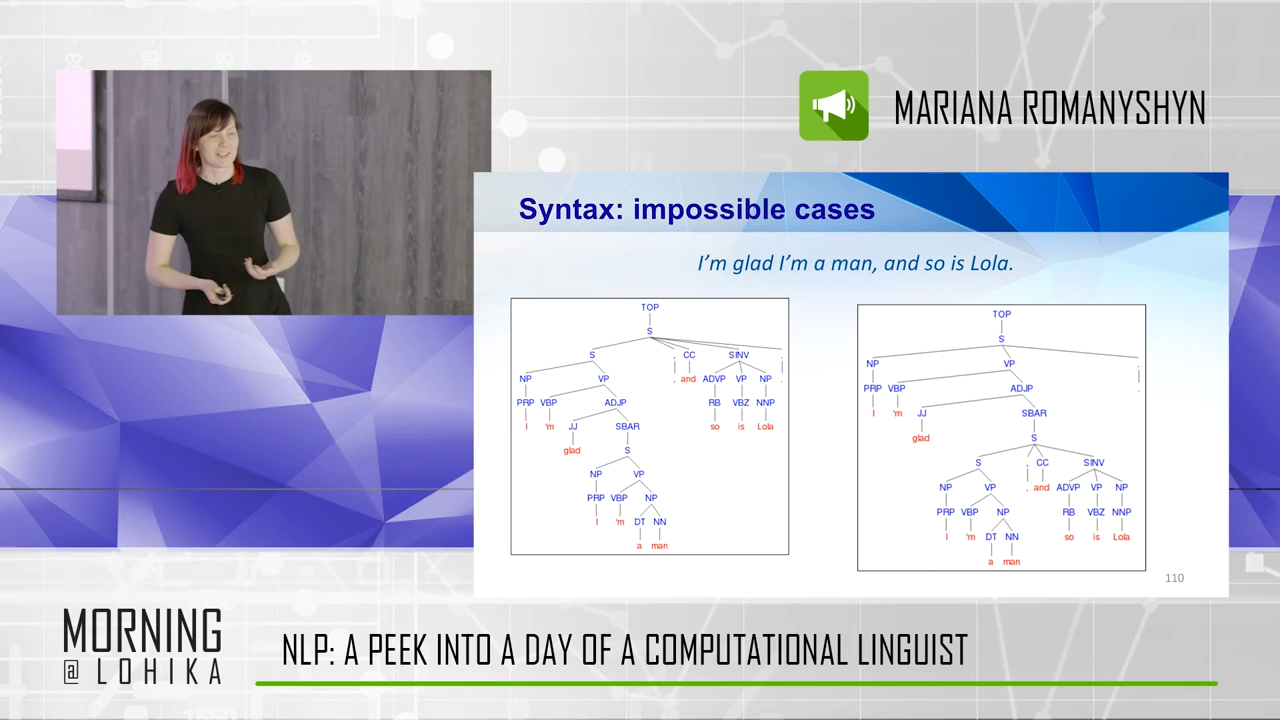 MARIANA ROMANYSHYN
Syntax: impossible cases
I'm glad I'm a man, and so is Lola.
TOP
S
S , CC SINV .
NP VP , and ADVP VP NP .
PRP VBP ADJP RB VBZ NNP
I 'm JJ SBAR so is Lola
glad S
NP VP
PRP VBP NP
I 'm DT NN
a man
TOP
S
NP VP .
PRP VBP ADJP .
I 'm JJ SBAR
glad S
S , CC SINV
NP VP , and ADVP VP NP
PRP VBP NP RB VBZ NNP
I 'm DT NN so is Lola
a man
110
MORNING
@ LOHIKA
NLP: A PEEK INTO A DAY OF A COMPUTATIONAL LINGUIST